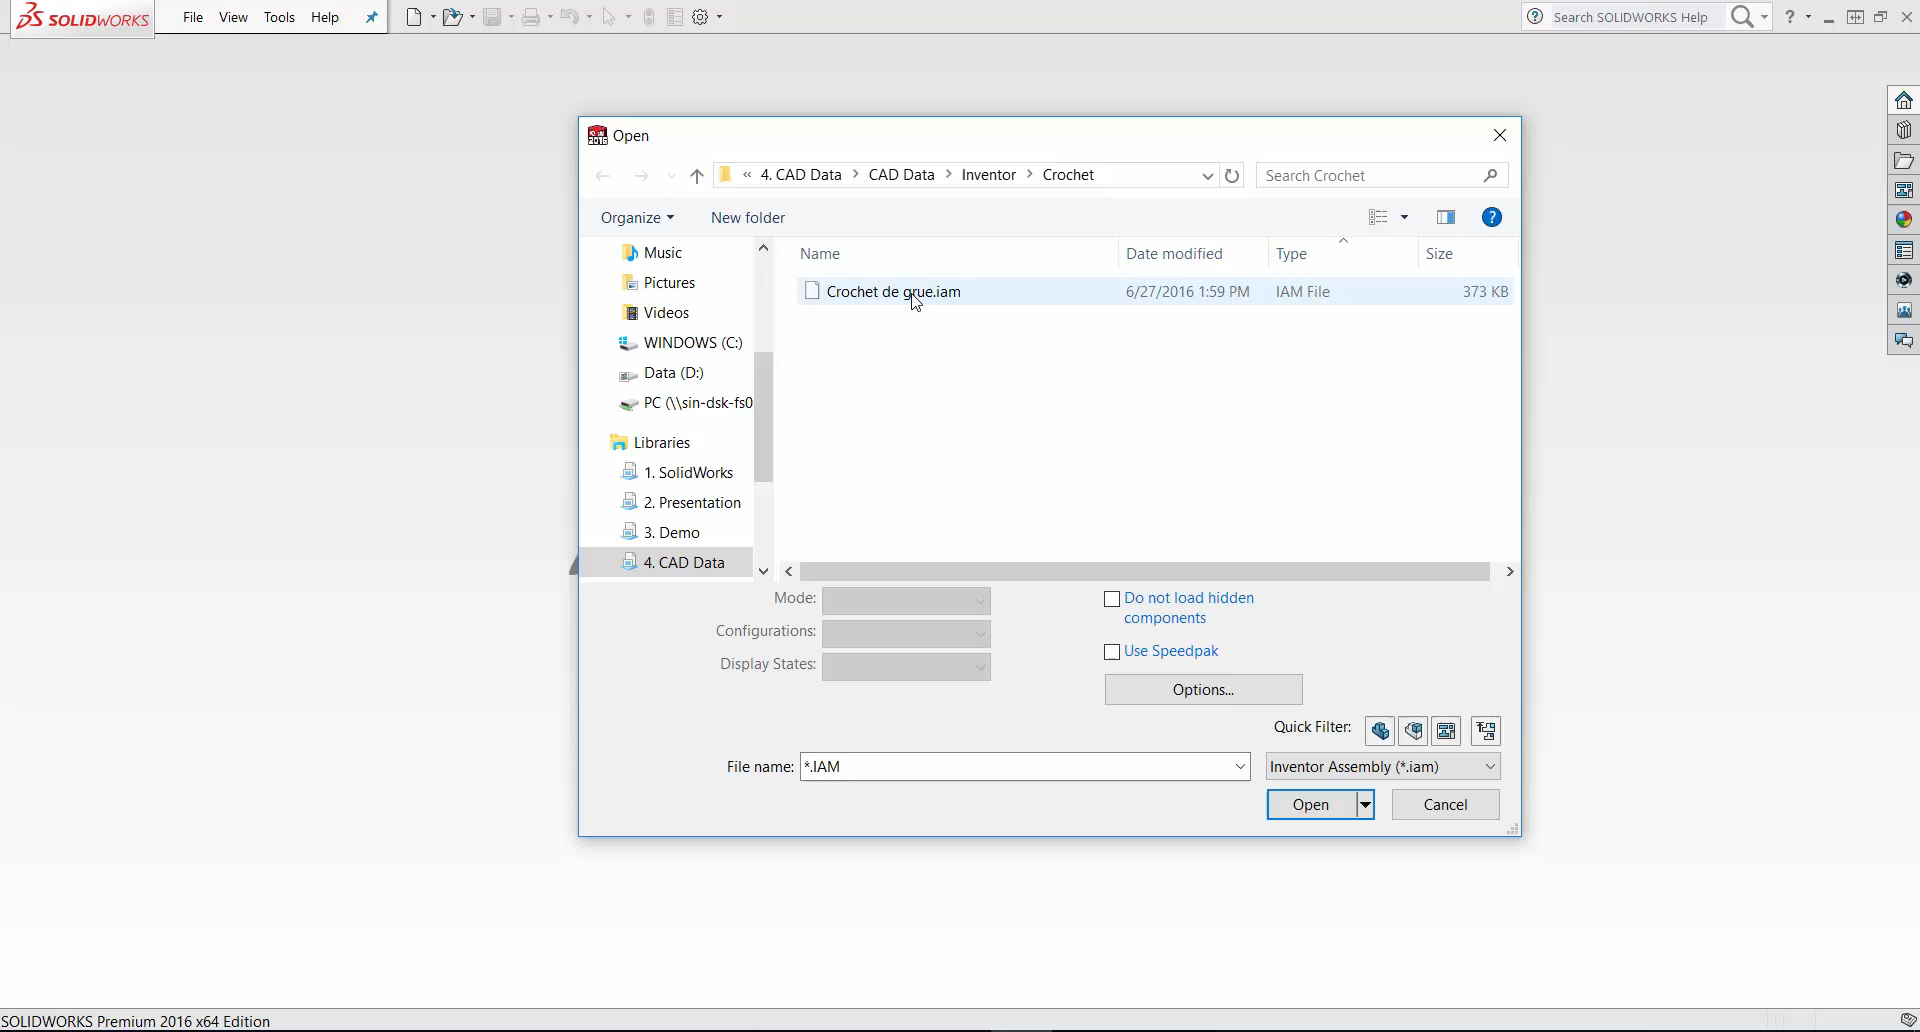 SOLIDWORKS File View Tools Help
Search SOLIDWORKS Help
Open
« 4. CAD Data > CAD Data > Inventor > Crochet
Search Crochet
Organize New folder
Name Date modified Type Size
Crochet de grue.iam 6/27/2016 1:59 PM IAM File 373 KB
Music
Pictures
Videos
WINDOWS (C:)
Data (D:)
PC (\\sin-dsk-fs0
Libraries
1. SolidWorks
2. Presentation
3. Demo
4. CAD Data
Mode:
Configurations:
Display States:
Do not load hidden
components
Use Speedpak
Options...
Quick Filter:
File name: *.IAM Inventor Assembly (*.iam)
Open Cancel
SOLIDWORKS Premium 2016 x64 Edition